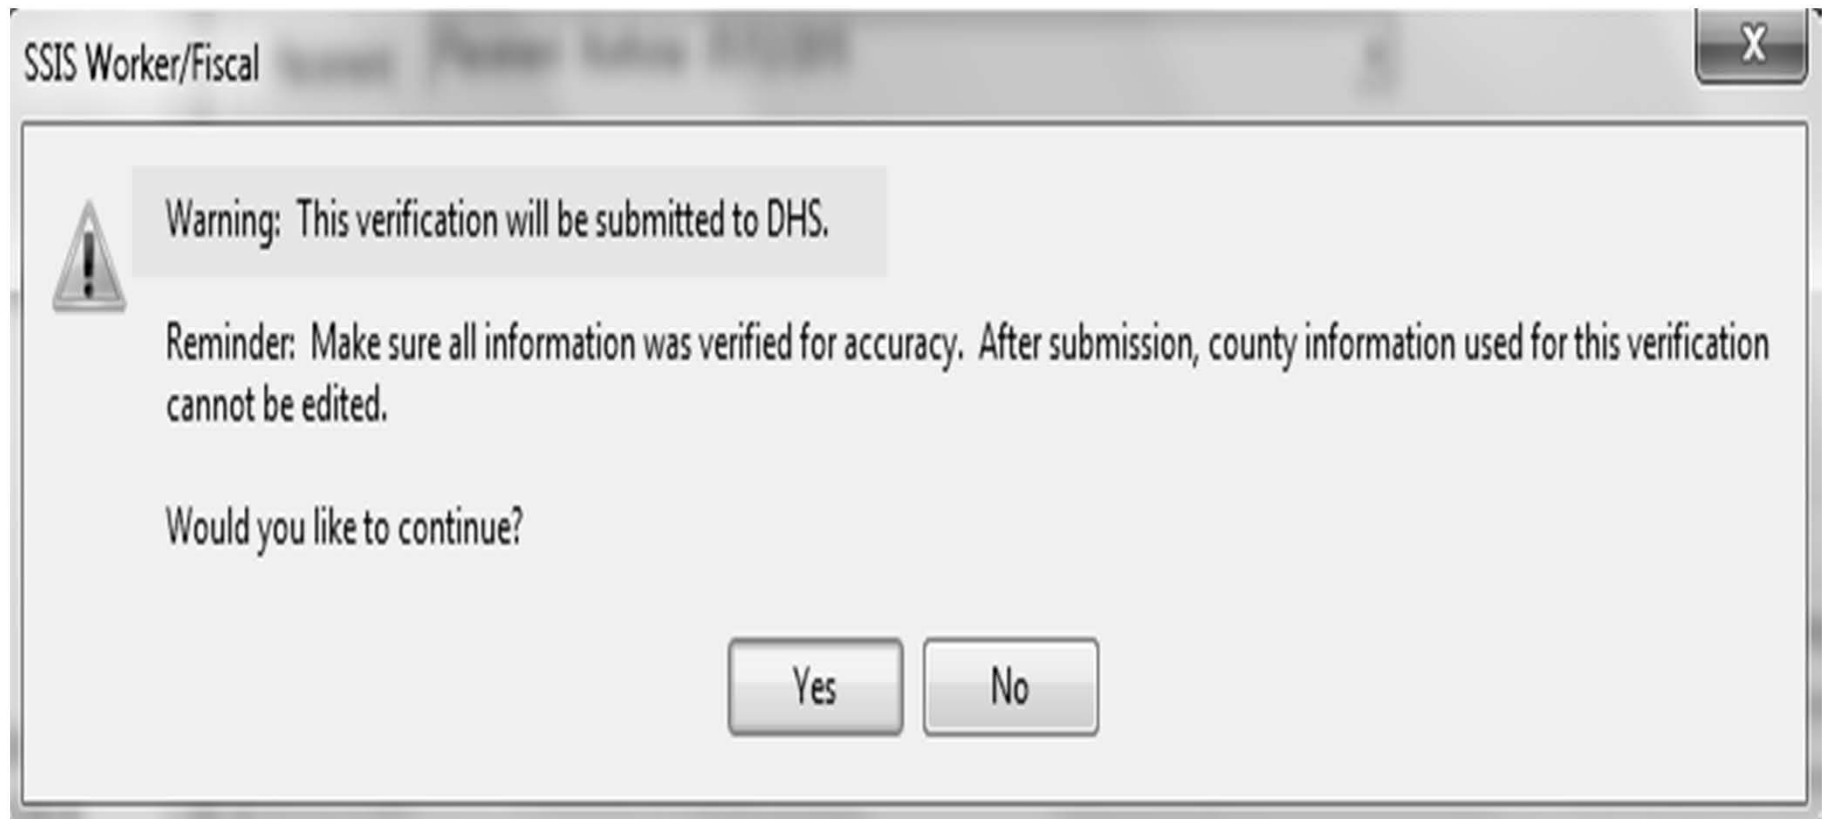 SSIS Worker/Fiscal
X
Warning:  This verification will be submitted to DHS.
Reminder:  Make sure all information was verified for accuracy.  After submission, county information used for this verification
cannot be edited.
Would you like to continue?
Yes No